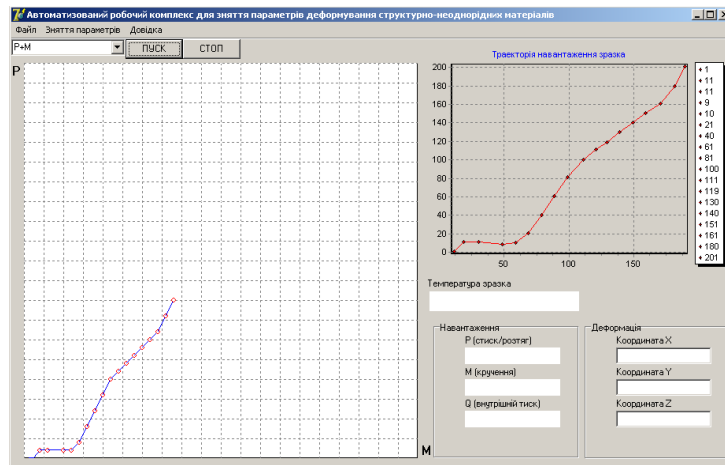 Автоматизований робочий комплекс для зняття параметрів деформування структурно-неоднорідних матеріалів
Файл Зняття параметрів Довідка
P+M ПУСК СТОП
P
M
Траекторія навантаження зразка
200
180
160
140
120
100
80
60
40
20
0
50 100 150
1
11
11
9
10
21
40
61
81
100
111
119
130
140
151
161
180
201
Температура зразка
Навантаження
P (стиск/розтяг)
M (кручення)
Q (внутрішній тиск)
Деформація
Координата X
Координата Y
Координата Z